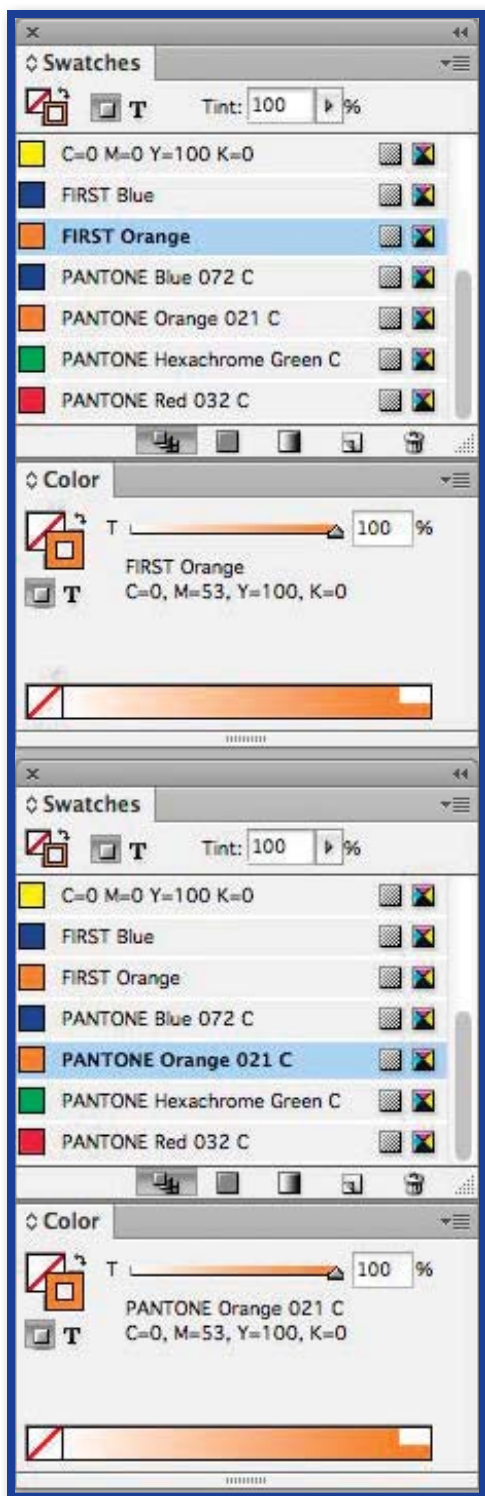 Swatches
T Tint: 100 %
C=0 M=0 Y=100 K=0
FIRST Blue
FIRST Orange
PANTONE Blue 072 C
PANTONE Orange 021 C
PANTONE Hexachrome Green C
PANTONE Red 032 C
Color
T 100 %
FIRST Orange
T C=0, M=53, Y=100, K=0
Swatches
T Tint: 100 %
C=0 M=0 Y=100 K=0
FIRST Blue
FIRST Orange
PANTONE Blue 072 C
PANTONE Orange 021 C
PANTONE Hexachrome Green C
PANTONE Red 032 C
Color
T 100 %
PANTONE Orange 021 C
T C=0, M=53, Y=100, K=0